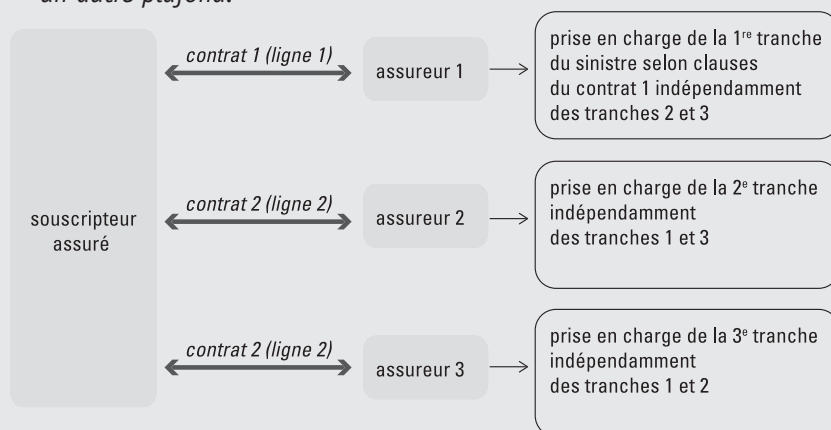 un autre plafond.
contrat 1 (ligne 1)
assureur 1
prise en charge de la 1re tranche
du sinistre selon clauses
du contrat 1 indépendamment
des tranches 2 et 3
souscripteur
assuré
contrat 2 (ligne 2)
assureur 2
prise en charge de la 2e tranche
indépendamment
des tranches 1 et 3
contrat 2 (ligne 2)
assureur 3
prise en charge de la 3e tranche
indépendamment
des tranches 1 et 2